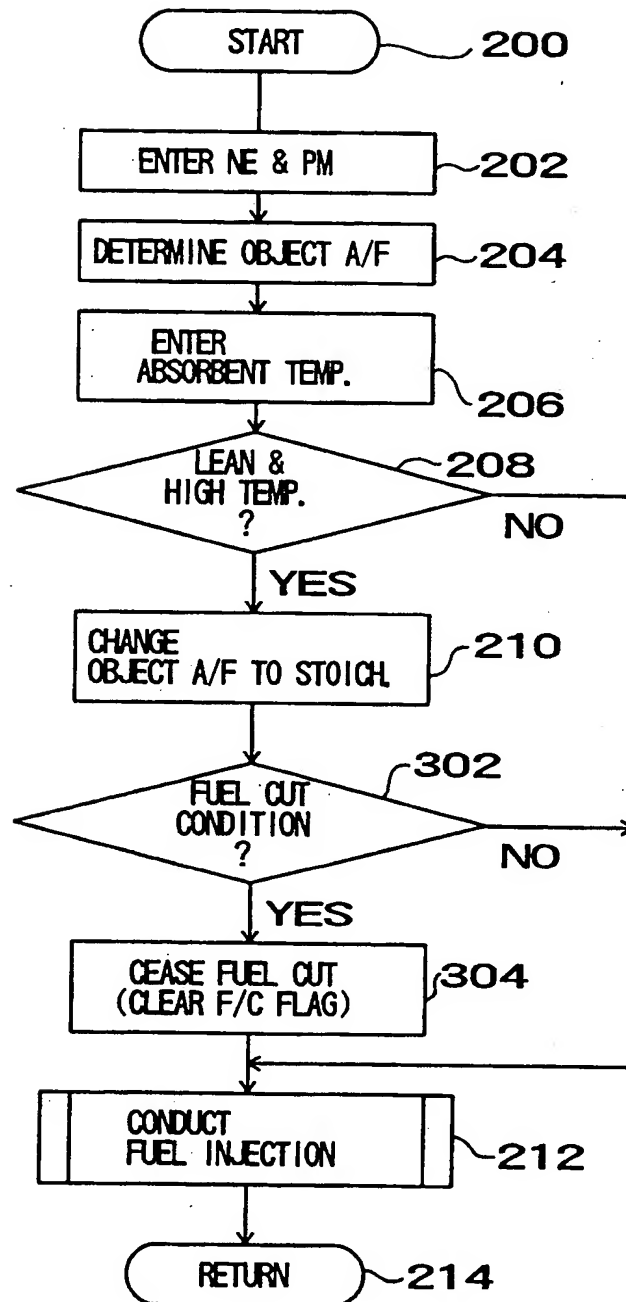 START
200
ENTER NE & PM
202
DETERMINE OBJECT A/F
204
ENTER
ABSORBENT TEMP.
206
LEAN &
HIGH TEMP.
?
208
NO
YES
CHANGE
OBJECT A/F TO STOICH.
210
FUEL CUT
CONDITION
?
302
NO
YES
CEASE FUEL CUT
(CLEAR F/C FLAG)
304
CONDUCT
FUEL INJECTION
212
RETURN
214